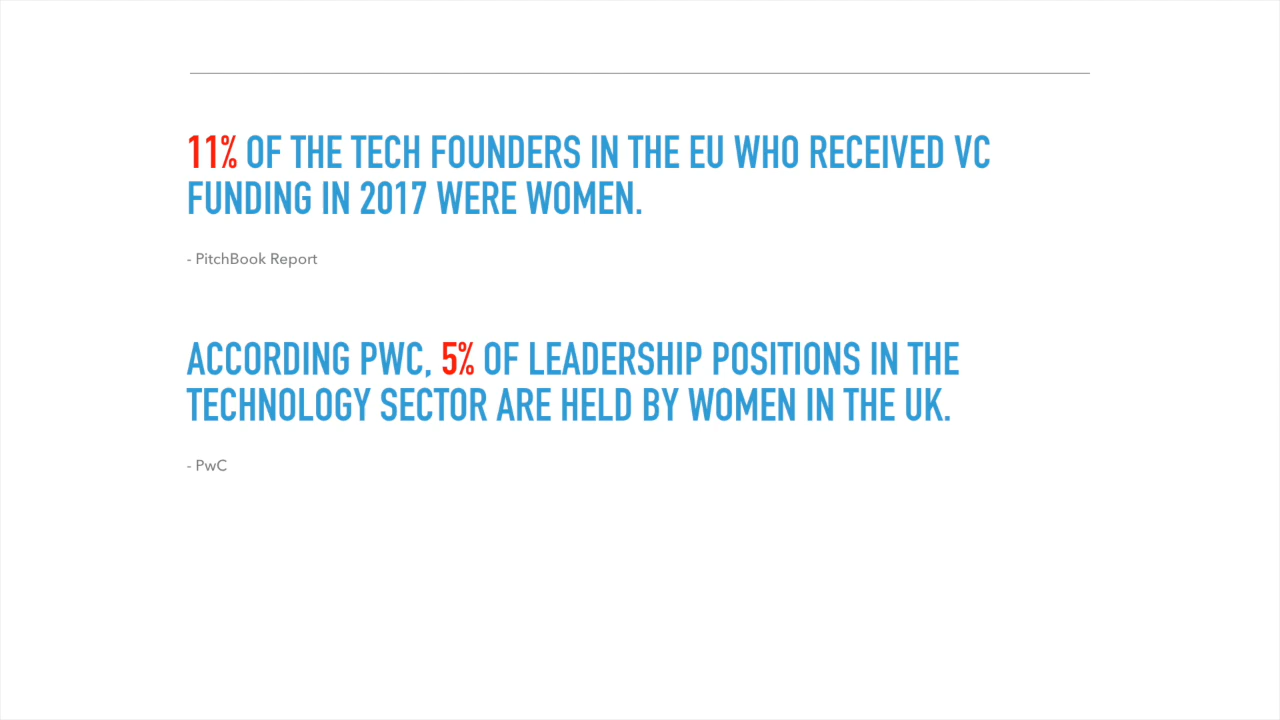 11% OF THE TECH FOUNDERS IN THE EU WHO RECEIVED VC
FUNDING IN 2017 WERE WOMEN.
- PitchBook Report
ACCORDING PWC, 5% OF LEADERSHIP POSITIONS IN THE
TECHNOLOGY SECTOR ARE HELD BY WOMEN IN THE UK.
- PwC